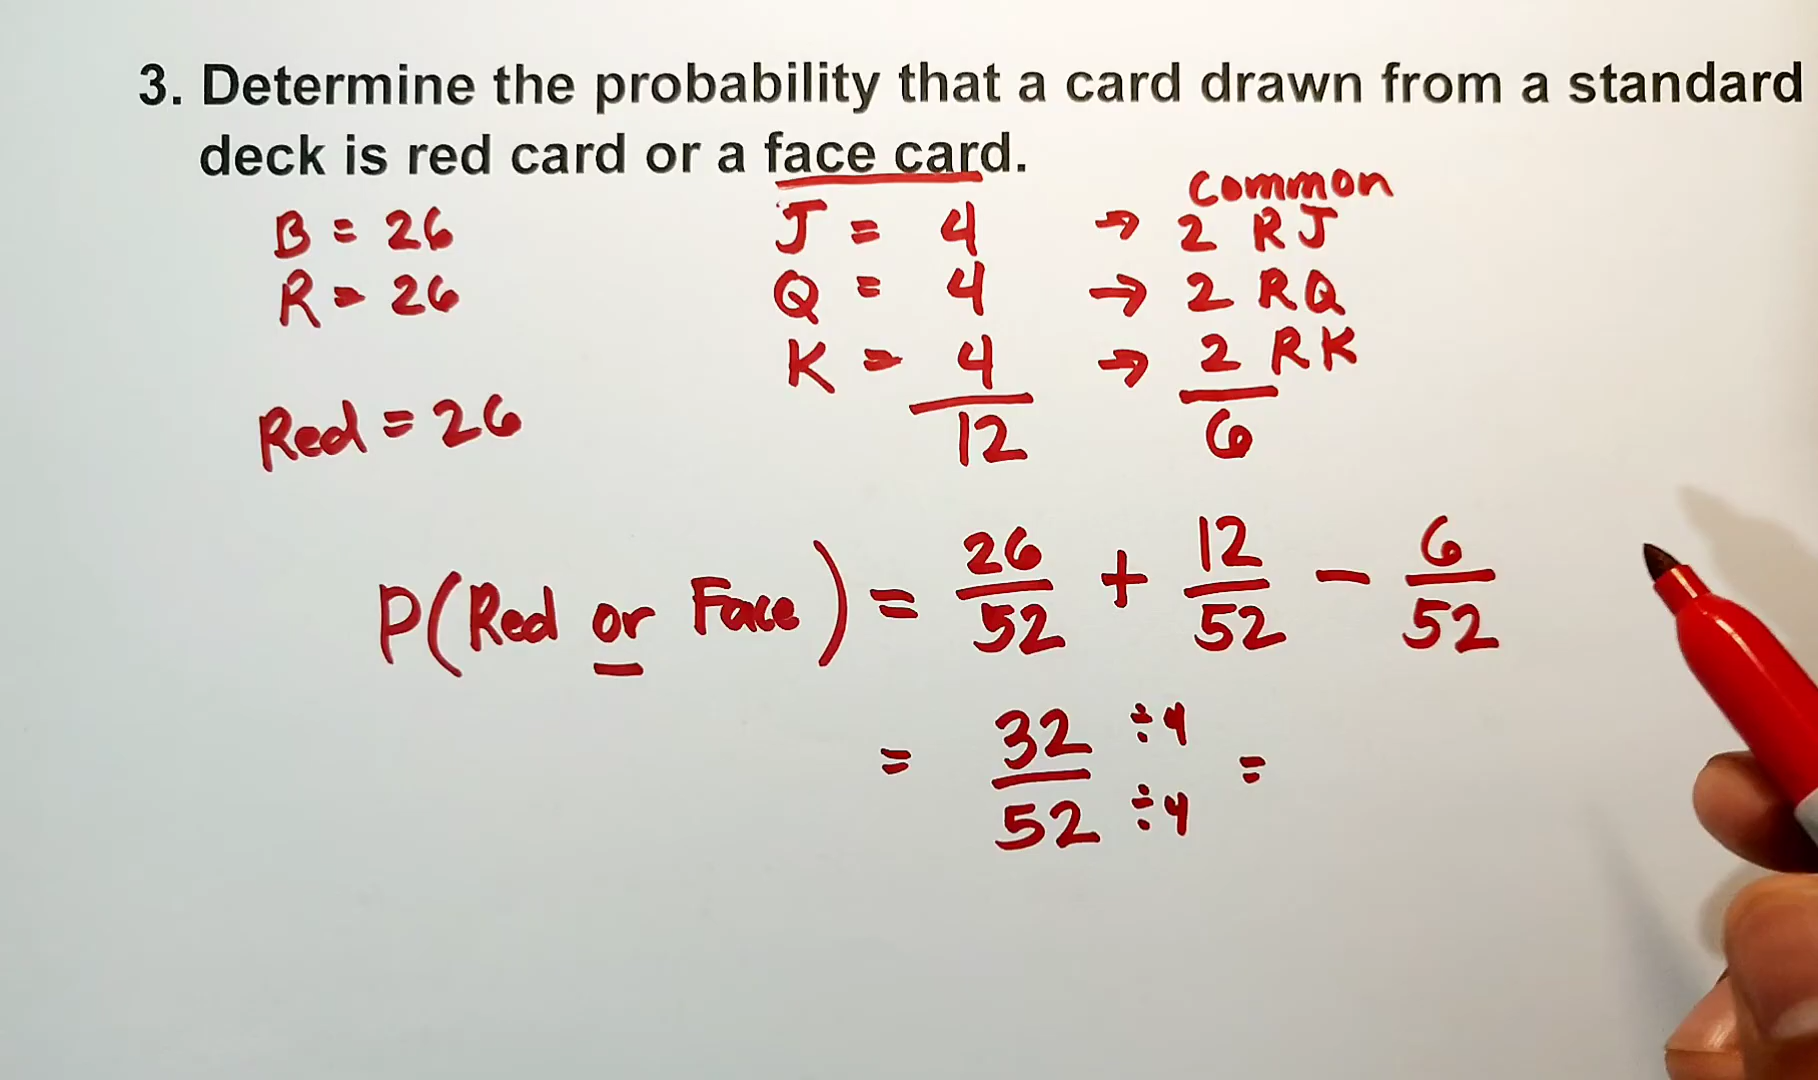 3. Determine the probability that a card drawn from a standard
deck is red card or a face card.
B = 26
R = 26
Red = 26
J = 4
Q = 4
K = 4
12
common
→ 2 RJ
→ 2 RQ
→ 2 RK
6
P(Red or Face) = 26/52 + 12/52 - 6/52
= 32/52 ÷4/÷4 =